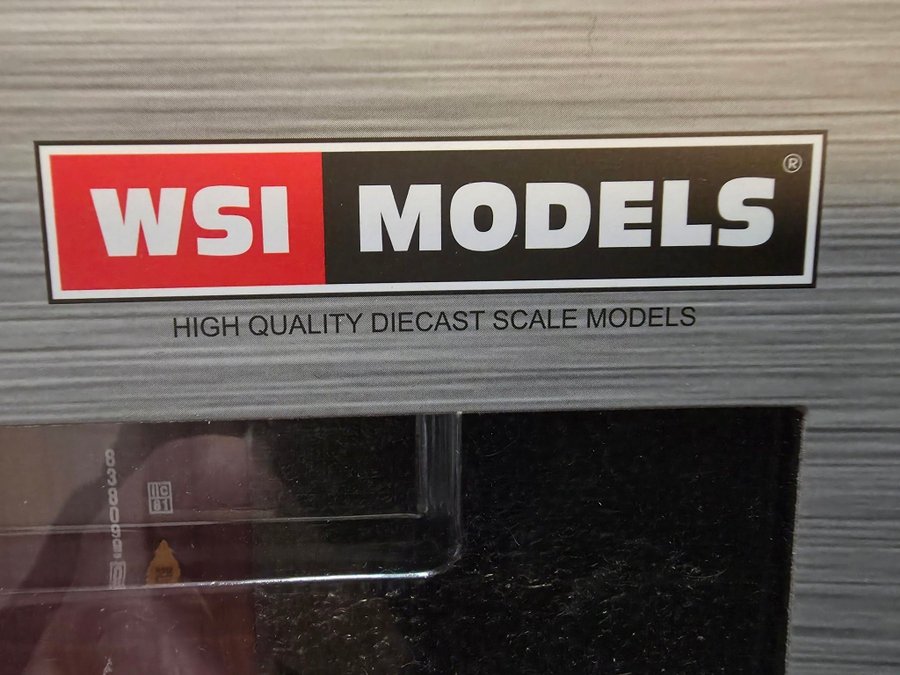 WSI MODELS®
HIGH QUALITY DIECAST SCALE MODELS